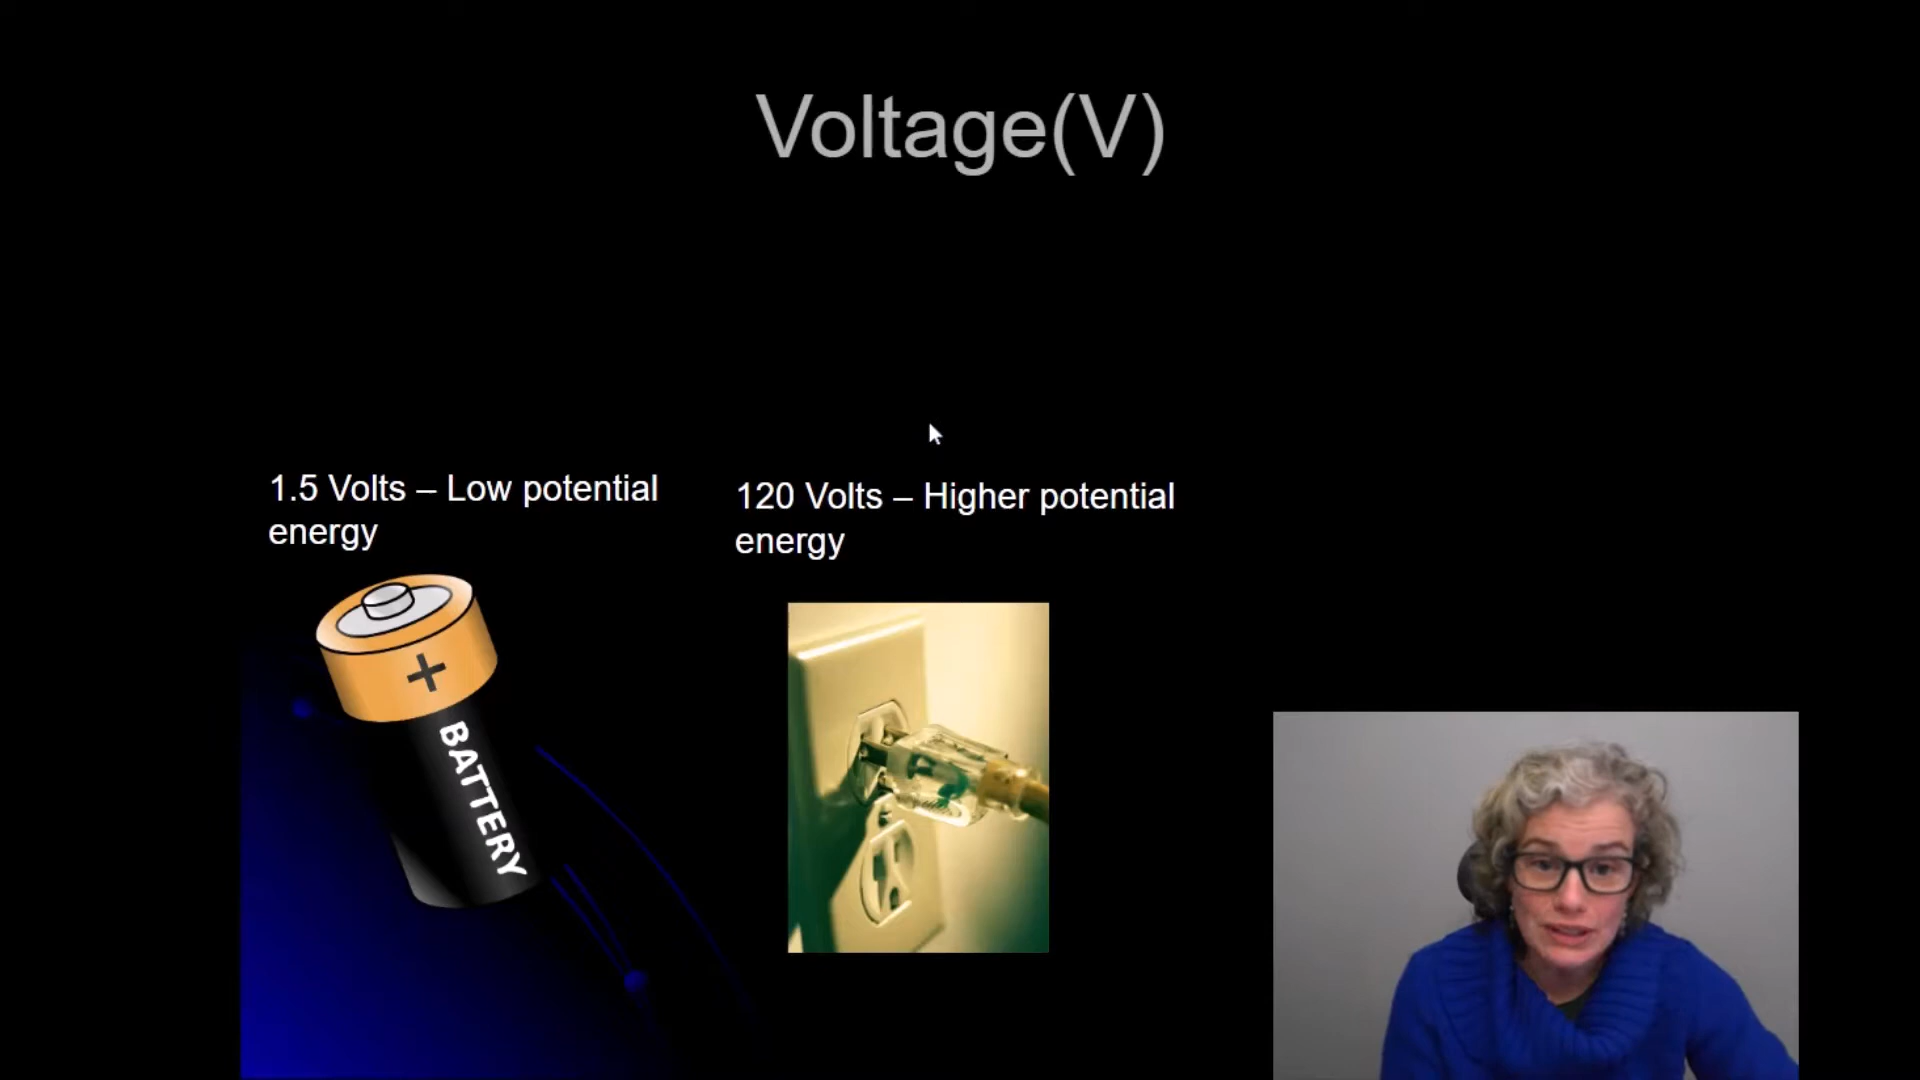 Voltage(V)
1.5 Volts – Low potential
energy
120 Volts – Higher potential
energy
+
BATTERY